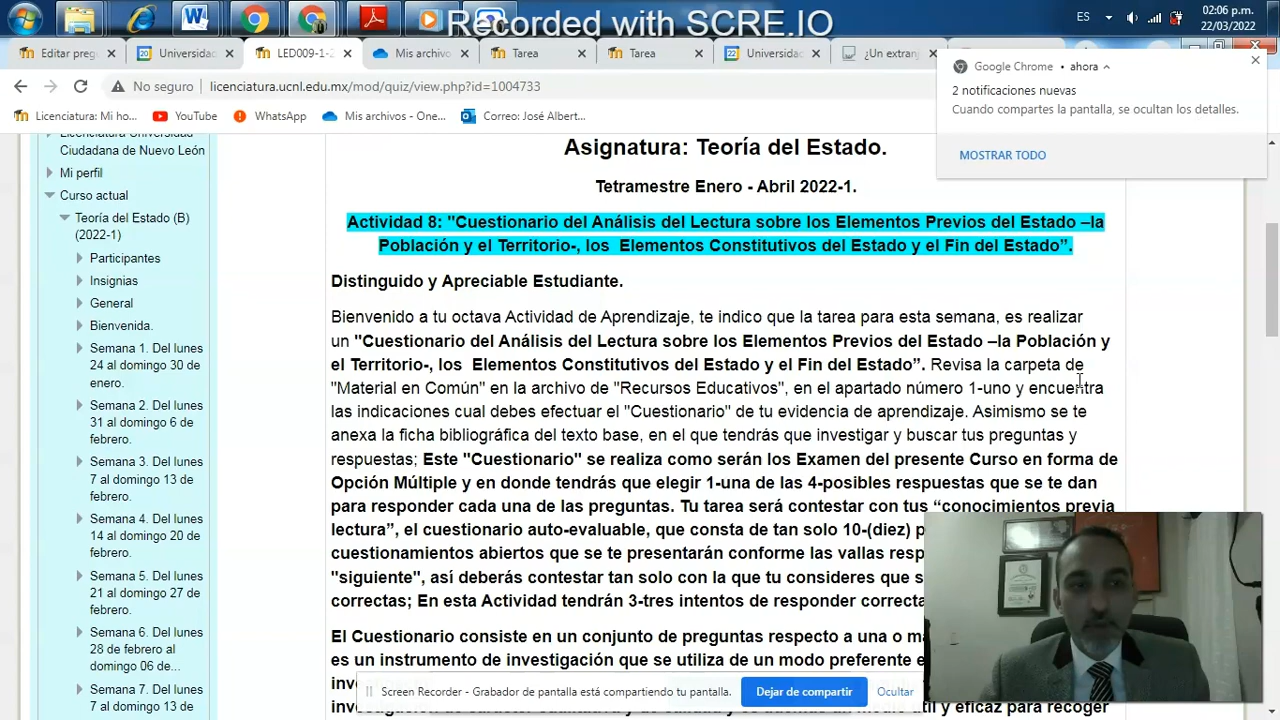 Recorded with SCRE.IO
ES
02:06 p.m.
22/03/2022
Editar preg
Universidad
LED009-1-2
Mis archivo
Tarea
Tarea
Universida
¿Un extran
No seguro
licenciatura.ucnl.edu.mx/mod/quiz/view.php?id=1004733
Licenciatura: Mi ho...
YouTube
WhatsApp
Mis archivos - One...
Correo: José Albert...
Google Chrome • ahora
2 notificaciones nuevas
Cuando compartes la pantalla, se ocultan los detalles.
MOSTRAR TODO
Licenciatura Universidad
Ciudadana de Nuevo León
Mi perfil
Curso actual
Teoría del Estado (B)
(2022-1)
Participantes
Insignias
General
Bienvenida.
Semana 1. Del lunes
24 al domingo 30 de
enero.
Semana 2. Del lunes
31 al domingo 6 de
febrero.
Semana 3. Del lunes
7 al domingo 13 de
febrero.
Semana 4. Del lunes
14 al domingo 20 de
febrero.
Semana 5. Del lunes
21 al domingo 27 de
febrero.
Semana 6. Del lunes
28 de febrero al
domingo 06 de...
Semana 7. Del lunes
7 al domingo 13 de
Asignatura: Teoría del Estado.
Tetramestre Enero - Abril 2022-1.
Actividad 8: "Cuestionario del Análisis del Lectura sobre los Elementos Previos del Estado –la
Población y el Territorio-, los Elementos Constitutivos del Estado y el Fin del Estado”.
Distinguido y Apreciable Estudiante.
Bienvenido a tu octava Actividad de Aprendizaje, te indico que la tarea para esta semana, es realizar
un "Cuestionario del Análisis del Lectura sobre los Elementos Previos del Estado –la Población y
el Territorio-, los Elementos Constitutivos del Estado y el Fin del Estado”. Revisa la carpeta de
"Material en Común" en la archivo de "Recursos Educativos", en el apartado número 1-uno y encuentra
las indicaciones cual debes efectuar el "Cuestionario" de tu evidencia de aprendizaje. Asimismo se te
anexa la ficha bibliográfica del texto base, en el que tendrás que investigar y buscar tus preguntas y
respuestas; Este "Cuestionario" se realiza como serán los Examen del presente Curso en forma de
Opción Múltiple y en donde tendrás que elegir 1-una de las 4-posibles respuestas que se te dan
para responder cada una de las preguntas. Tu tarea será contestar con tus “conocimientos previa
lectura”, el cuestionario auto-evaluable, que consta de tan solo 10-(diez) p
cuestionamientos abiertos que se te presentarán conforme las vallas resp
"siguiente", así deberás contestar tan solo con la que tu consideres que s
correctas; En esta Actividad tendrán 3-tres intentos de responder correcta
El Cuestionario consiste en un conjunto de preguntas respecto a una o m
es un instrumento de investigación que se utiliza de un modo preferente e
Screen Recorder - Grabador de pantalla está compartiendo tu pantalla.
Dejar de compartir
Ocultar